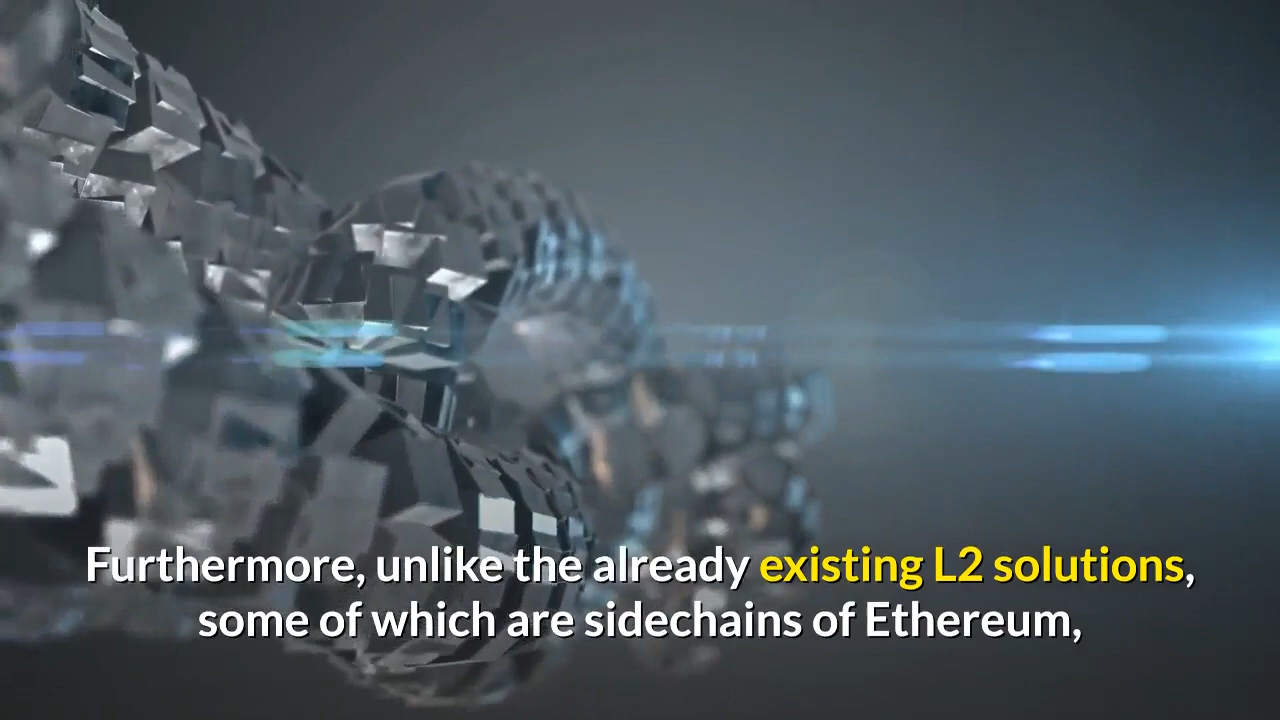 Furthermore, unlike the already existing L2 solutions,
some of which are sidechains of Ethereum,